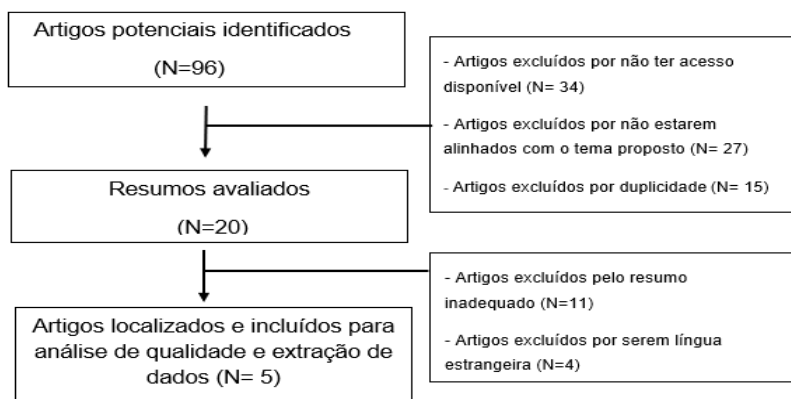 Artigos potenciais identificados
(N=96)
- Artigos excluídos por não ter acesso
disponível (N= 34)
- Artigos excluídos por não estarem
alinhados com o tema proposto (N= 27)
- Artigos excluídos por duplicidade (N= 15)
Resumos avaliados
(N=20)
- Artigos excluídos pelo resumo
inadequado (N=11)
- Artigos excluídos por serem língua
estrangeira (N=4)
Artigos localizados e incluídos para
análise de qualidade e extração de
dados (N= 5)